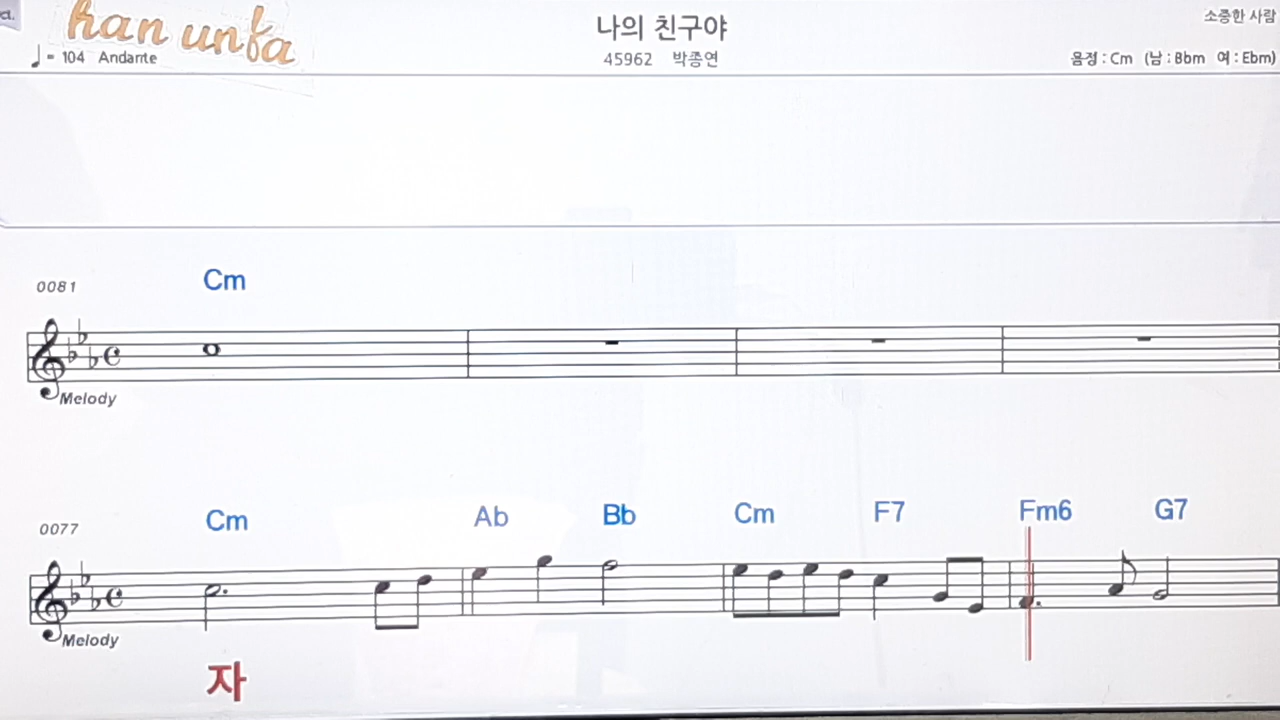 a.
han unfa
나의 친구야
소중한 사람
= 104 Andante
45962 박종연
음정 : Cm (남 : Bbm 여 : Ebm)
0081
Cm
Melody
0077
Cm Ab Bb Cm F7 Fm6 G7
Melody
자